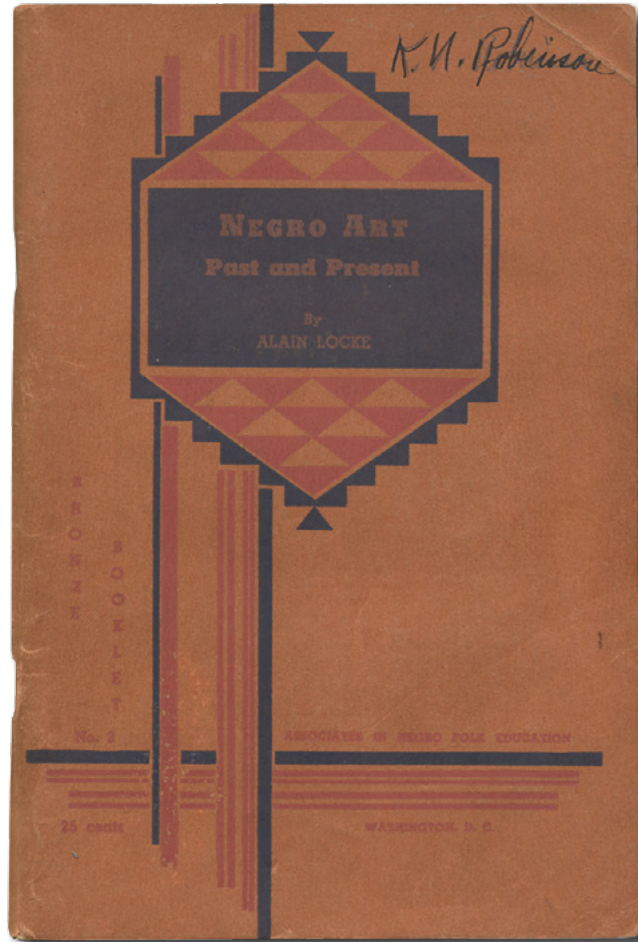 K. N. Robinson
NEGRO ART
Past and Present
By
ALAIN LOCKE
BRONZE
BOOKLET
No. 3
ASSOCIATES IN NEGRO FOLK EDUCATION
25 cents
WASHINGTON, D. C.